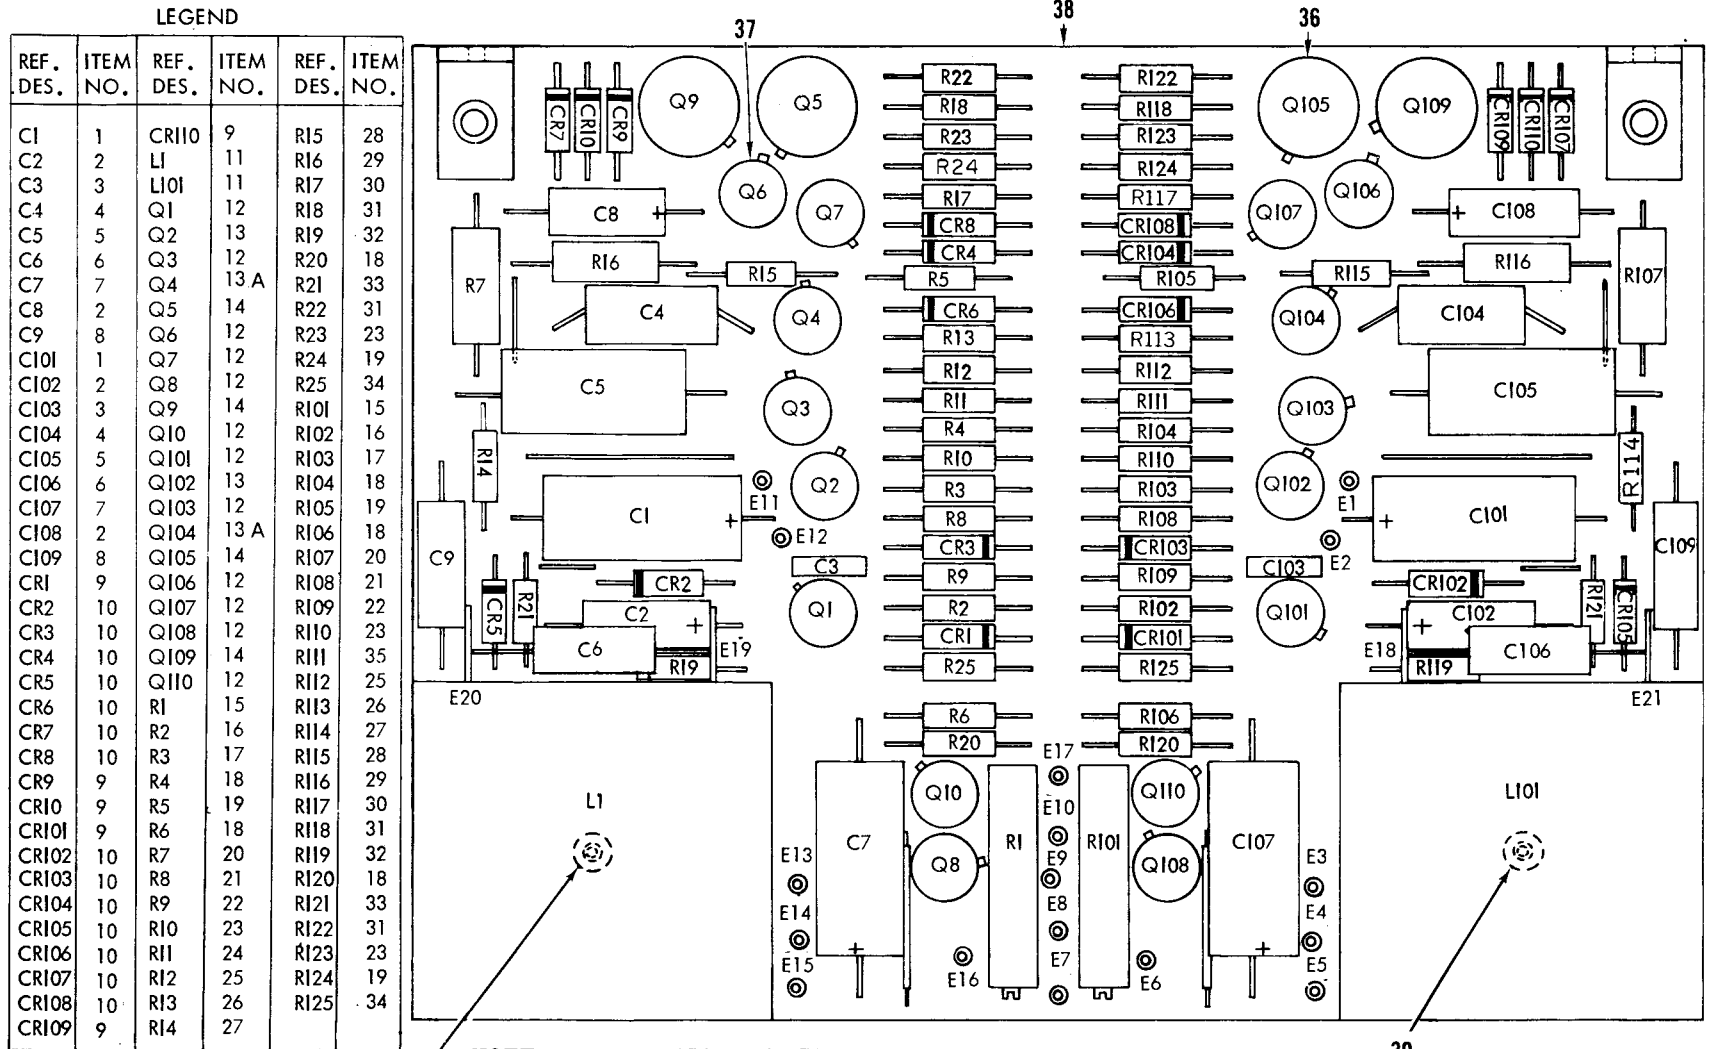 LEGEND
REF. DES. ITEM NO. REF. DES. ITEM NO. REF. DES. ITEM NO.
C1 1 CR110 9 R15 28
C2 2 L1 11 R16 29
C3 3 L101 11 R17 30
C4 4 Q1 12 R18 31
C5 5 Q2 13 R19 32
C6 6 Q3 12 R20 18
C7 7 Q4 13A R21 33
C8 2 Q5 14 R22 31
C9 8 Q6 12 R23 23
C101 1 Q7 12 R24 19
C102 2 Q8 12 R25 34
C103 3 Q9 14 R101 15
C104 4 Q10 12 R102 16
C105 5 Q101 12 R103 17
C106 6 Q102 13 R104 18
C107 7 Q103 12 R105 19
C108 2 Q104 13A R106 18
C109 8 Q105 14 R107 20
CR1 9 Q106 12 R108 21
CR2 10 Q107 12 R109 22
CR3 10 Q108 12 R110 23
CR4 10 Q109 14 R111 35
CR5 10 Q110 12 R112 25
CR6 10 R1 15 R113 26
CR7 10 R2 16 R114 27
CR8 10 R3 17 R115 28
CR9 9 R4 18 R116 29
CR10 9 R5 19 R117 30
CR101 9 R6 18 R118 31
CR102 10 R7 20 R119 32
CR103 10 R8 21 R120 18
CR104 10 R9 22 R121 33
CR105 10 R10 23 R122 31
CR106 10 R11 24 R123 23
CR107 10 R12 25 R124 19
CR108 10 R13 26 R125 34
CR109 9 R14 27
37 38 36
CR7 CR10 CR9 Q9 Q5 R22 R122 Q105 Q109 CR109 CR110 CR107
R18 R118
R23 R123
R24 R124
Q6 R17 R117 Q106
C8 + Q7 CR8 CR108 Q107 + C108
R16 CR4 CR104 R116
R7 R15 R5 R105 R115 R107
C4 Q4 CR6 CR106 Q104 C104
R13 R113
R12 R112
C5 R11 R111 C105
Q3 R4 R104 Q103
R14 R10 R110 R114
Q2 R3 R103 Q102
E11 E1
C1 + R8 R108 + C101
C9 E12 CR3 CR103 E2 C109
C3 R9 R109 C103
CR5 R21 CR2 CR102 R121 CR105
C2 + Q1 R2 R102 Q101 + C102
C6 E19 CR1 CR101 E18 C106
R19 R25 R125 R119
E20 E21
R6 R106
R20 R120
E17
L1 Q10 Q110 L101
E10
C7 Q8 R1 R101 Q108 C107
E13 E9 E3
E14 E8 E4
+ +
E15 E16 E7 E6 E5